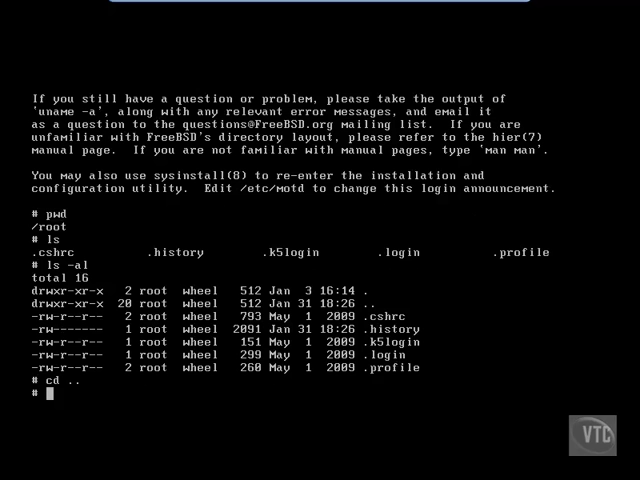 If you still have a question or problem, please take the output of
`uname -a', along with any relevant error messages, and email it
as a question to the questions@FreeBSD.org mailing list.  If you are
unfamiliar with FreeBSD's directory layout, please refer to the hier(7)
manual page.  If you are not familiar with manual pages, type `man man'.
You may also use sysinstall(8) to re-enter the installation and
configuration utility.  Edit /etc/motd to change this login announcement.
# pwd
/root
# ls
.cshrc          .history        .k5login        .login          .profile
# ls -al
total 16
drwxr-xr-x   2 root  wheel   512 Jan  3 16:14 .
drwxr-xr-x  20 root  wheel   512 Jan 31 18:26 ..
-rw-r--r--   2 root  wheel   793 May  1  2009 .cshrc
-rw-------   1 root  wheel  2091 Jan 31 18:26 .history
-rw-r--r--   1 root  wheel   151 May  1  2009 .k5login
-rw-r--r--   1 root  wheel   299 May  1  2009 .login
-rw-r--r--   2 root  wheel   260 May  1  2009 .profile
# cd ..
#
VTC